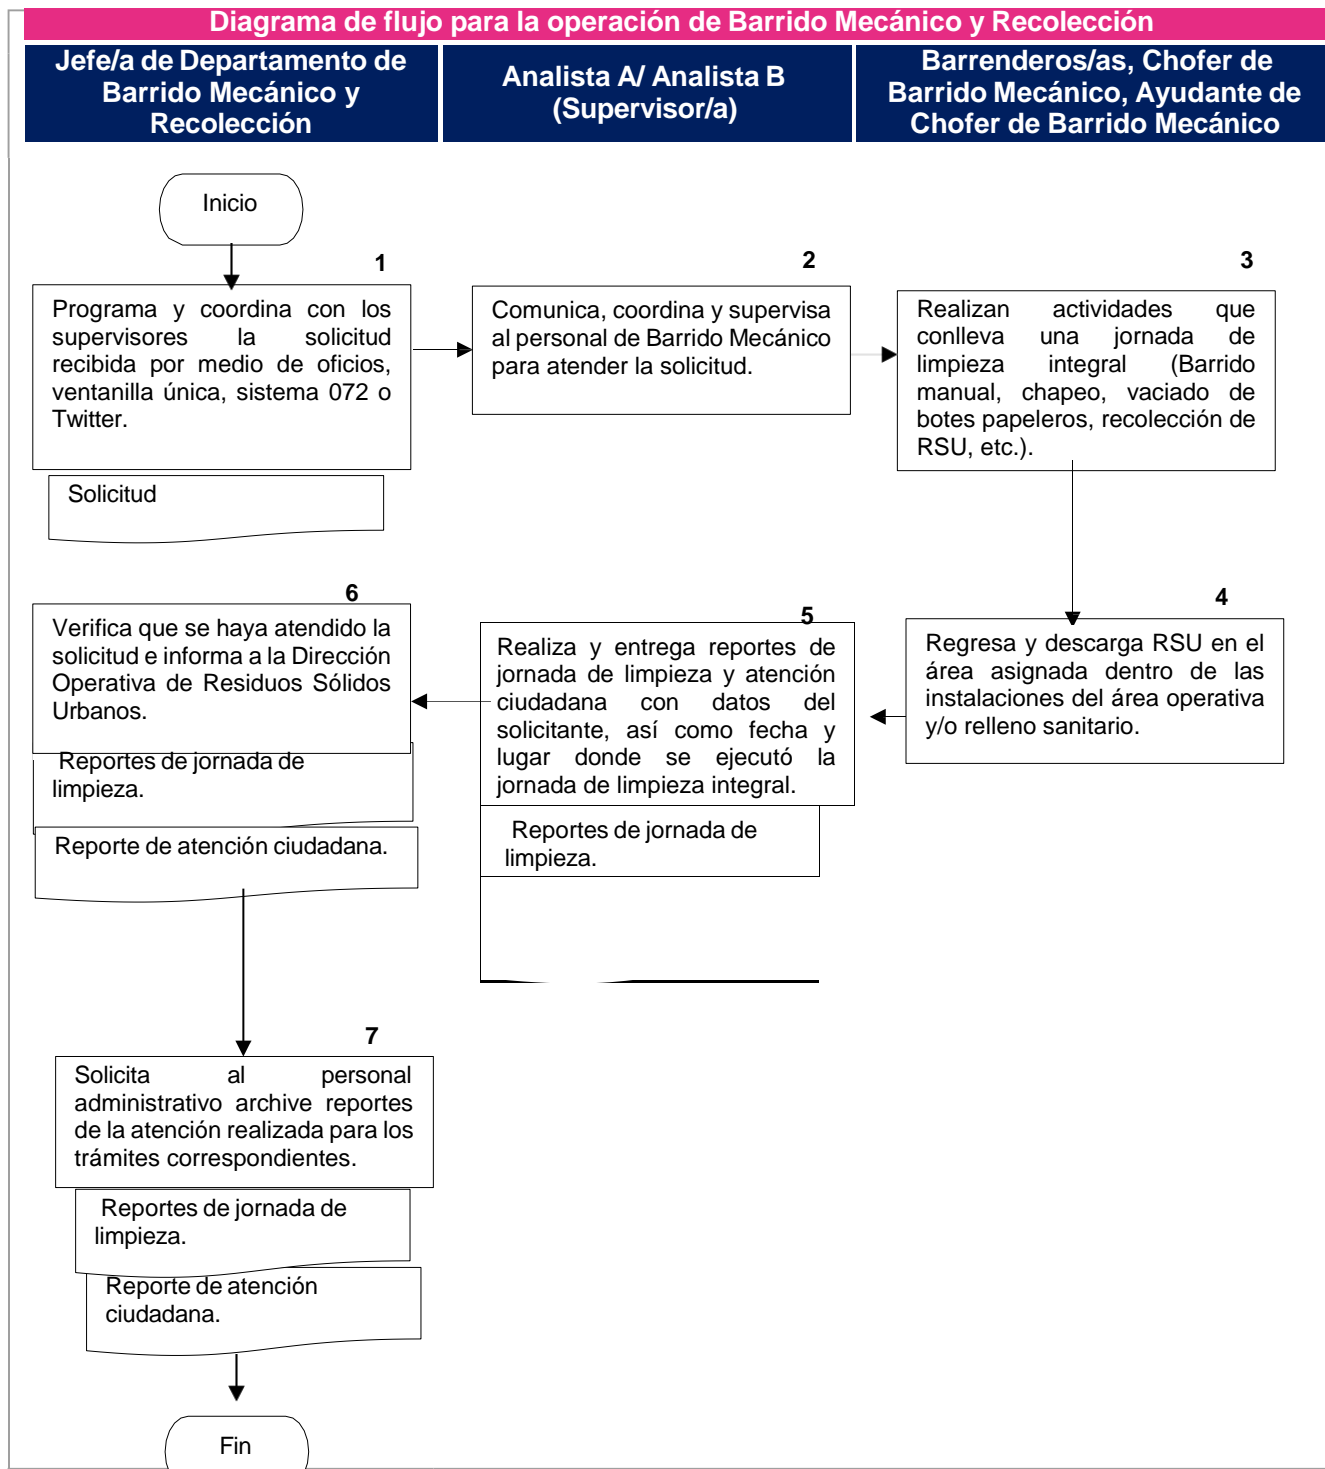 Diagrama de flujo para la operación de Barrido Mecánico y Recolección
Jefe/a de Departamento de
Barrido Mecánico y
Recolección
Analista A/ Analista B
(Supervisor/a)
Barrenderos/as, Chofer de
Barrido Mecánico, Ayudante de
Chofer de Barrido Mecánico
Inicio
1
Programa y coordina con los
supervisores la solicitud
recibida por medio de oficios,
ventanilla única, sistema 072 o
Twitter.
Solicitud
2
Comunica, coordina y supervisa
al personal de Barrido Mecánico
para atender la solicitud.
3
Realizan actividades que
conlleva una jornada de
limpieza integral (Barrido
manual, chapeo, vaciado de
botes papeleros, recolección de
RSU, etc.).
4
Regresa y descarga RSU en el
área asignada dentro de las
instalaciones del área operativa
y/o relleno sanitario.
5
Realiza y entrega reportes de
jornada de limpieza y atención
ciudadana con datos del
solicitante, así como fecha y
lugar donde se ejecutó la
jornada de limpieza integral.
Reportes de jornada de
limpieza.
6
Verifica que se haya atendido la
solicitud e informa a la Dirección
Operativa de Residuos Sólidos
Urbanos.
Reportes de jornada de
limpieza.
Reporte de atención ciudadana.
7
Solicita al personal
administrativo archive reportes
de la atención realizada para los
trámites correspondientes.
Reportes de jornada de
limpieza.
Reporte de atención
ciudadana.
Fin